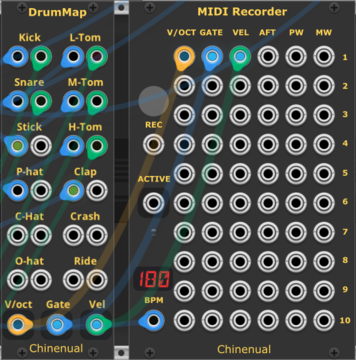 DrumMap
Kick L-Tom
Snare M-Tom
Stick H-Tom
P-hat Clap
C-Hat Crash
O-hat Ride
V/oct Gate Vel
Chinenual
MIDI Recorder
V/OCT GATE VEL AFT PW MW
1
2
3
REC
4
ACTIVE
5
6
7
8
180
9
BPM
10
Chinenual